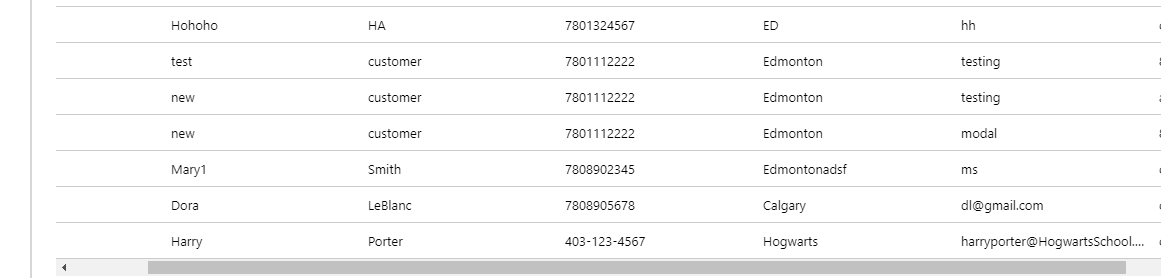 Hohoho HA 7801324567 ED hh
test customer 7801112222 Edmonton testing
new customer 7801112222 Edmonton testing
new customer 7801112222 Edmonton modal
Mary1 Smith 7808902345 Edmontonadsf ms
Dora LeBlanc 7808905678 Calgary dl@gmail.com
Harry Porter 403-123-4567 Hogwarts harryporter@HogwartsSchool....